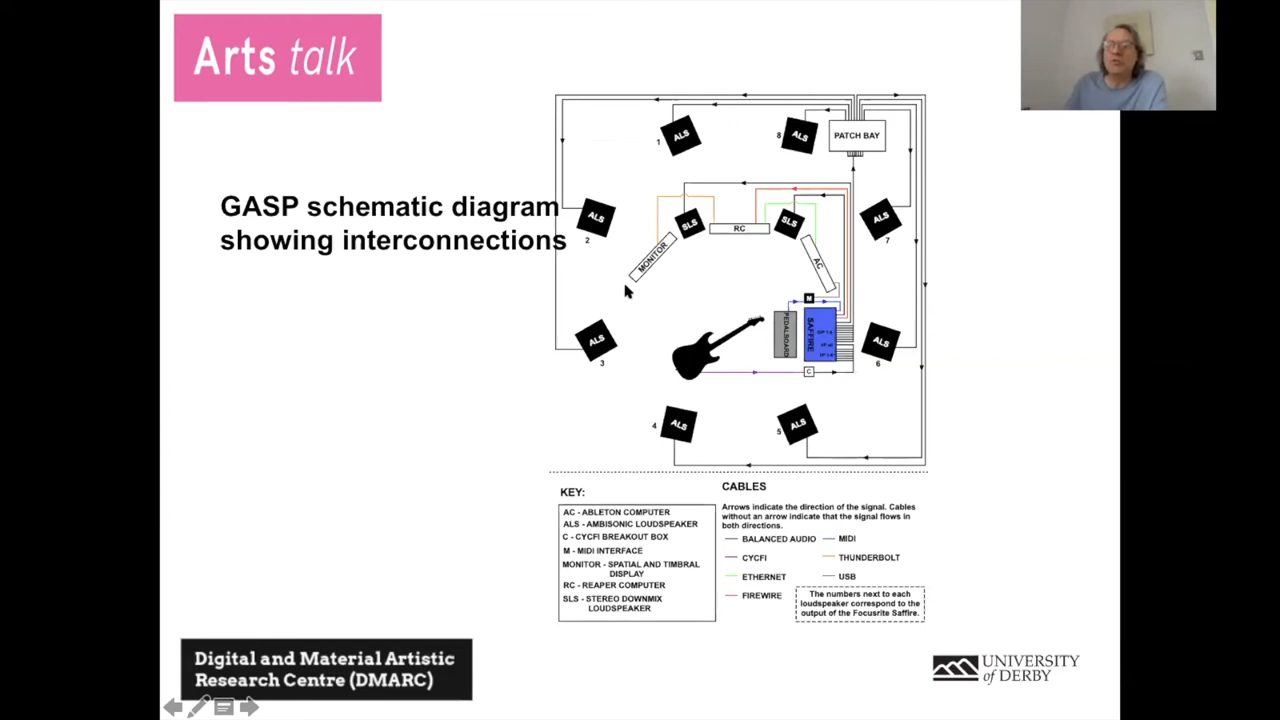 Arts talk
GASP schematic diagram
showing interconnections
1
ALS
8
ALS
PATCH BAY
ALS
2
ALS
7
SLS
RC
SLS
MONITOR
AC
M
PEDALBOARD
SAFFIRE
ALS
3
ALS
6
C
4
ALS
5
ALS
KEY:
AC - ABLETON COMPUTER
ALS - AMBISONIC LOUDSPEAKER
C - CYCFI BREAKOUT BOX
M - MIDI INTERFACE
MONITOR - SPATIAL AND TIMBRAL
DISPLAY
RC - REAPER COMPUTER
SLS - STEREO DOWNMIX
LOUDSPEAKER
CABLES
Arrows indicate the direction of the signal. Cables
without an arrow indicate that the signal flows in
both directions.
BALANCED AUDIO
MIDI
CYCFI
THUNDERBOLT
ETHERNET
USB
FIREWIRE
The numbers next to each
loudspeaker correspond to the
output of the Focusrite Saffire.
Digital and Material Artistic
Research Centre (DMARC)
UNIVERSITY
of DERBY